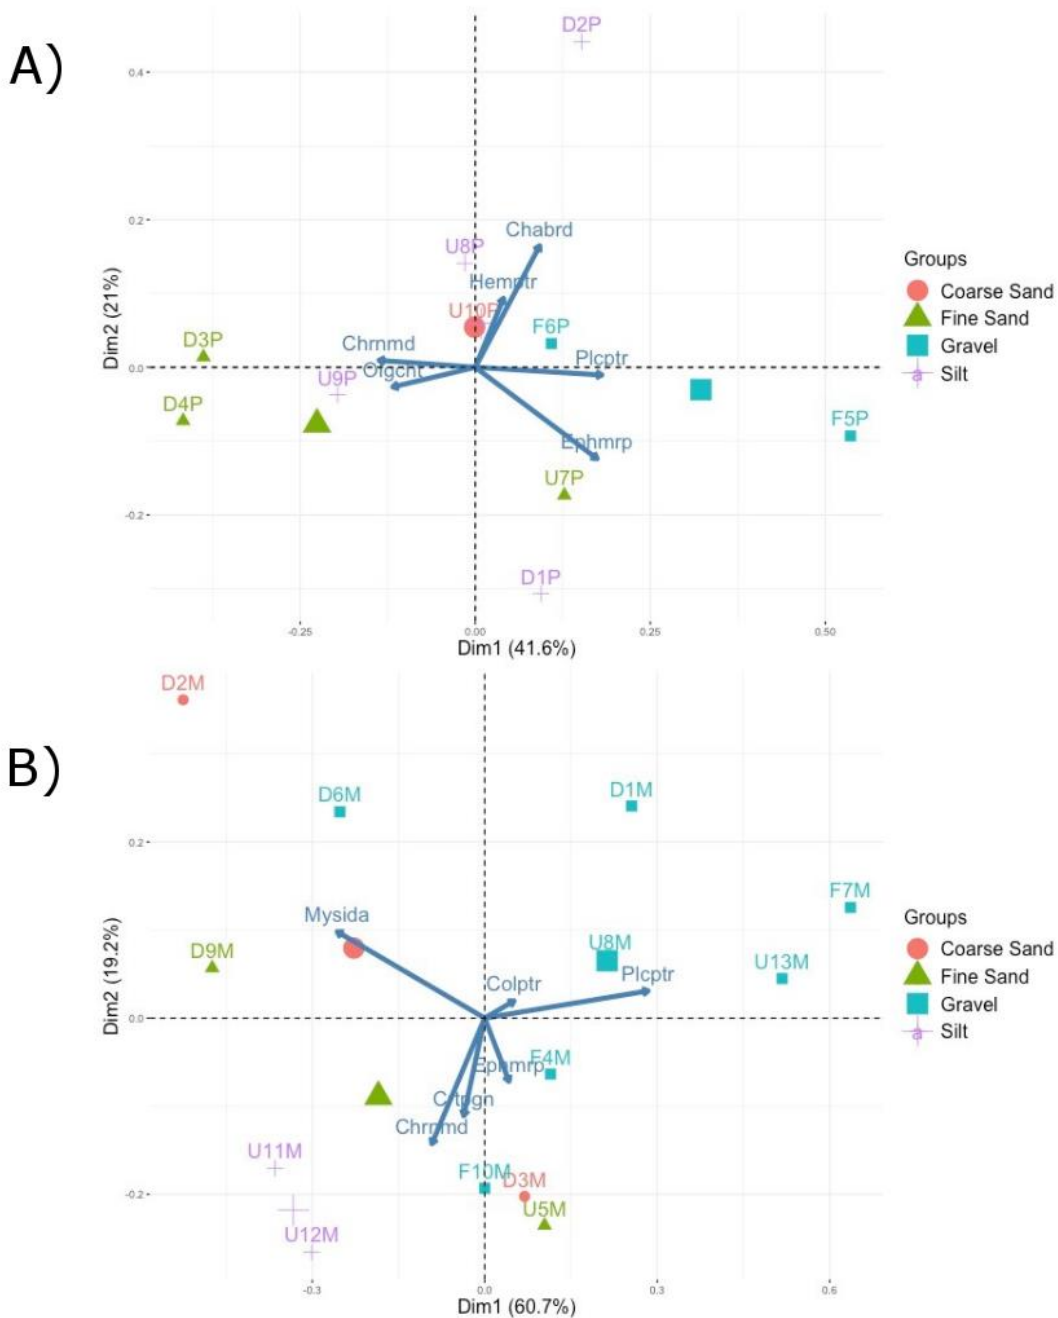 A)
D2P
0.4
0.2
Chabrd
U8P
Hemptr
U10P
F6P
Chrnmd
Plcptr
D3P
Olgcht
0.0
U9P
D4P
F5P
Ephmrp
U7P
-0.2
D1P
-0.25
0.00
0.25
0.50
Dim1 (41.6%)
Dim2 (21%)
Groups
Coarse Sand
Fine Sand
Gravel
a Silt
B)
D2M
D6M
D1M
0.2
F7M
Mysida
D9M
U8M
Plcptr
U13M
Colptr
0.0
Ephmrp
F4M
Chrnmd
U11M
F10M
D3M
-0.2
U5M
U12M
-0.3
0.0
0.3
0.6
Dim1 (60.7%)
Dim2 (19.2%)
Groups
Coarse Sand
Fine Sand
Gravel
a Silt